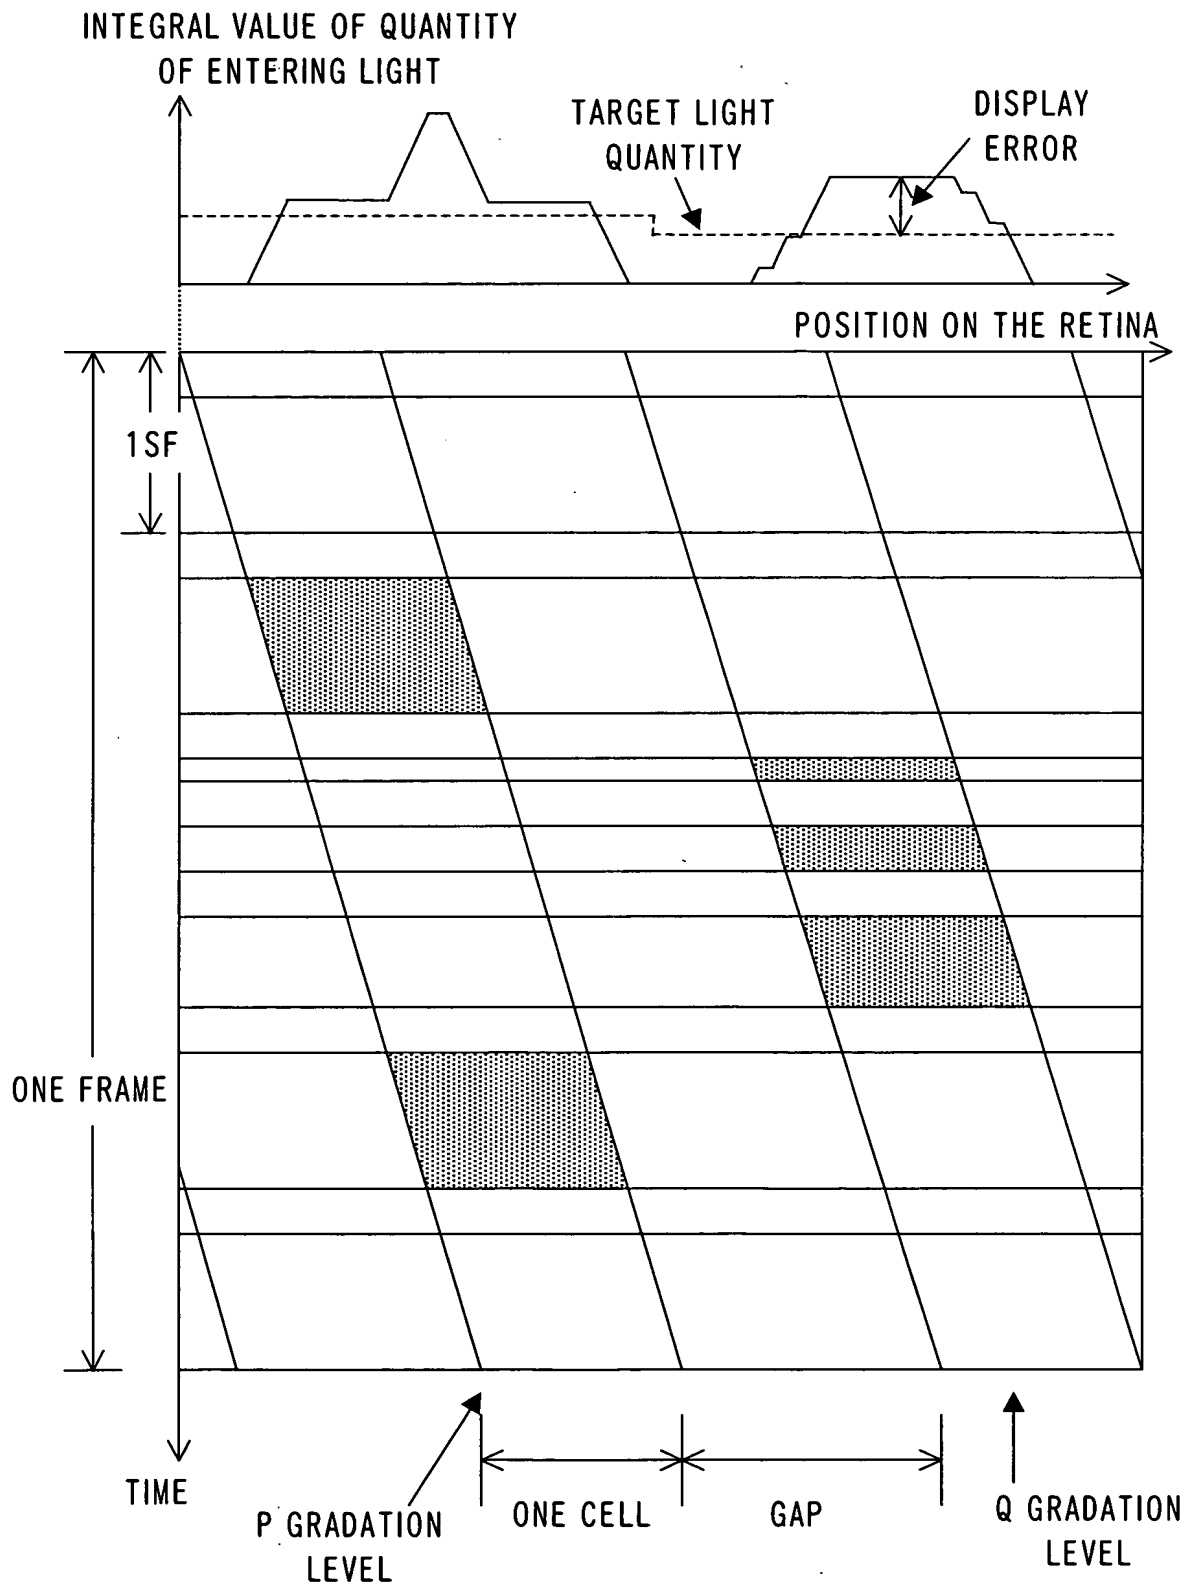 INTEGRAL VALUE OF QUANTITY
OF ENTERING LIGHT
TARGET LIGHT
QUANTITY
DISPLAY
ERROR
POSITION ON THE RETINA
1SF
ONE FRAME
TIME
P GRADATION
LEVEL
ONE CELL
GAP
Q GRADATION
LEVEL